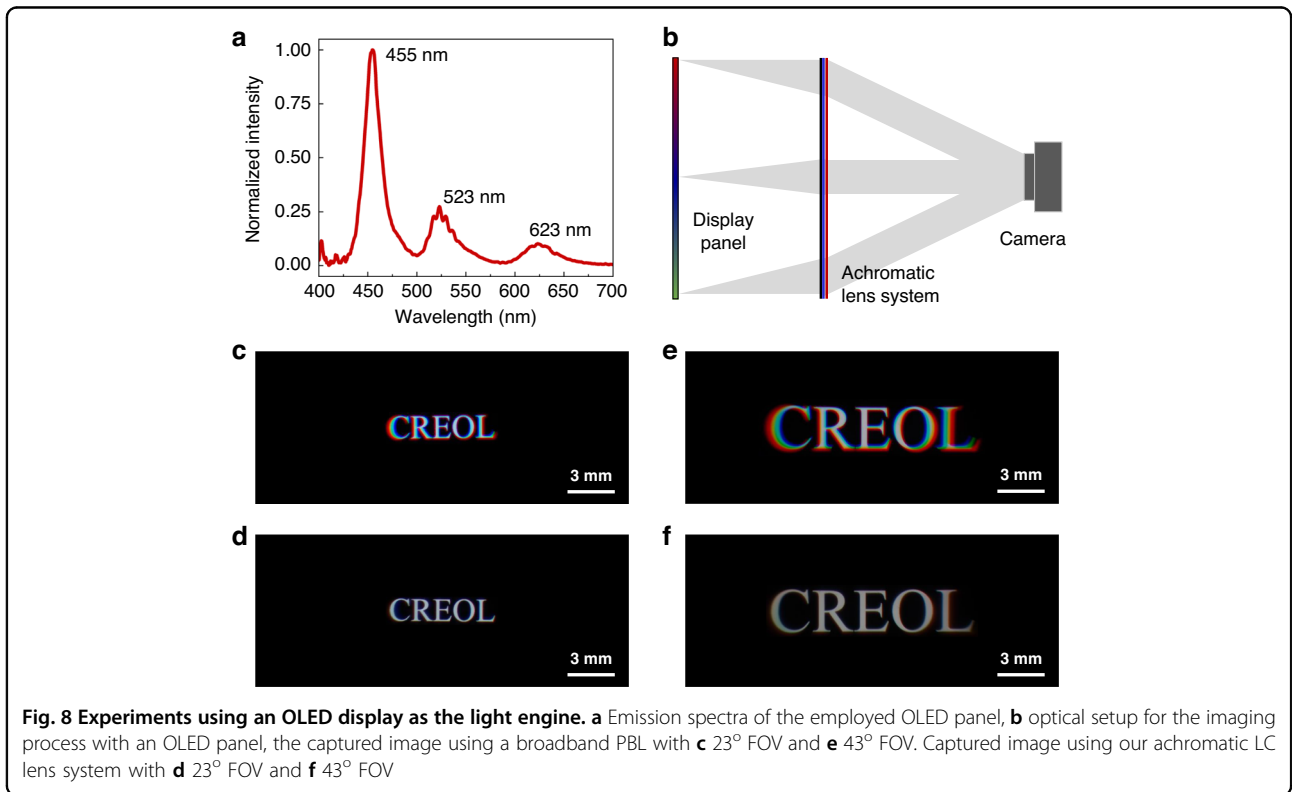 a
1.00
0.75
0.50
0.25
0.00
Normalized intensity
455 nm
523 nm
623 nm
400 450 500 550 600 650 700
Wavelength (nm)
b
Display
panel
Achromatic
lens system
Camera
c
CREOL
3 mm
e
CREOL
3 mm
d
CREOL
3 mm
f
CREOL
3 mm
Fig. 8 Experiments using an OLED display as the light engine. a Emission spectra of the employed OLED panel, b optical setup for the imaging
process with an OLED panel, the captured image using a broadband PBL with c 23° FOV and e 43° FOV. Captured image using our achromatic LC
lens system with d 23° FOV and f 43° FOV